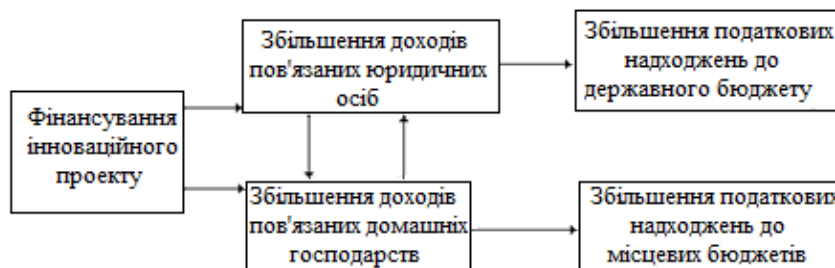 Збільшення доходів
пов'язаних юридичних
осіб
Збільшення податкових
надходжень до
державного бюджету
Фінансування
інноваційного
проекту
Збільшення доходів
пов'язаних домашніх
господарств
Збільшення податкових
надходжень до
місцевих бюджетів